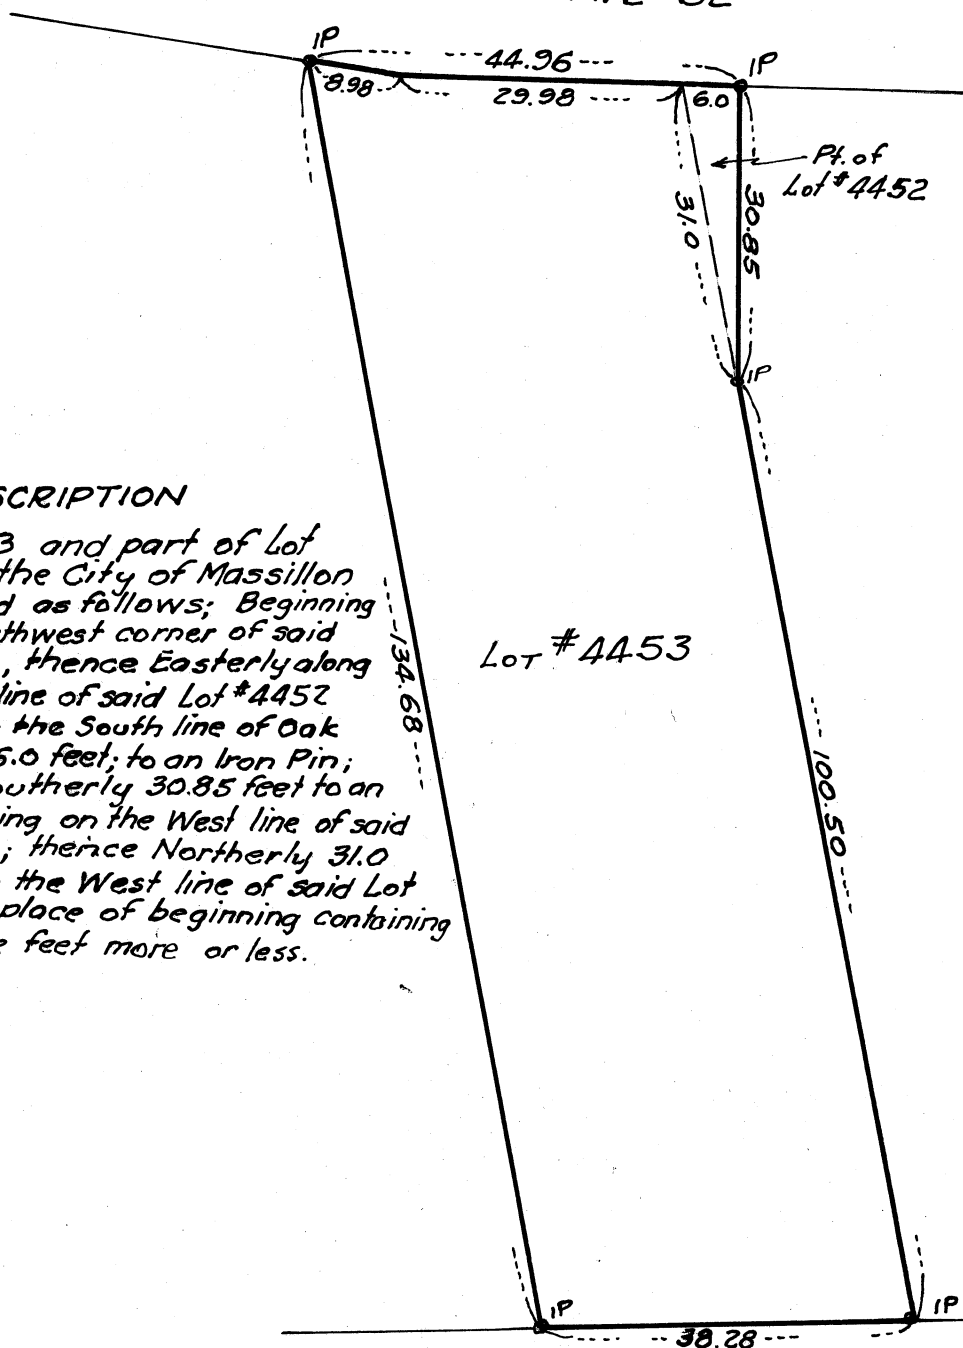 AVE SE
IP
44.96
IP
8.98
29.98
6.0
Pt. of
Lot #4452
31.0
30.85
IP
SCRIPTION
3 and part of Lot
the City of Massillon
d as follows; Beginning
thwest corner of said
, thence Easterly along
line of said Lot #4452
the South line of Oak
6.0 feet; to an Iron Pin;
outherly 30.85 feet to an
ing on the West line of said
; thence Northerly 31.0
the West line of said Lot
place of beginning containing
e feet more or less.
134.68
Lot #4453
100.50
IP
IP
38.28